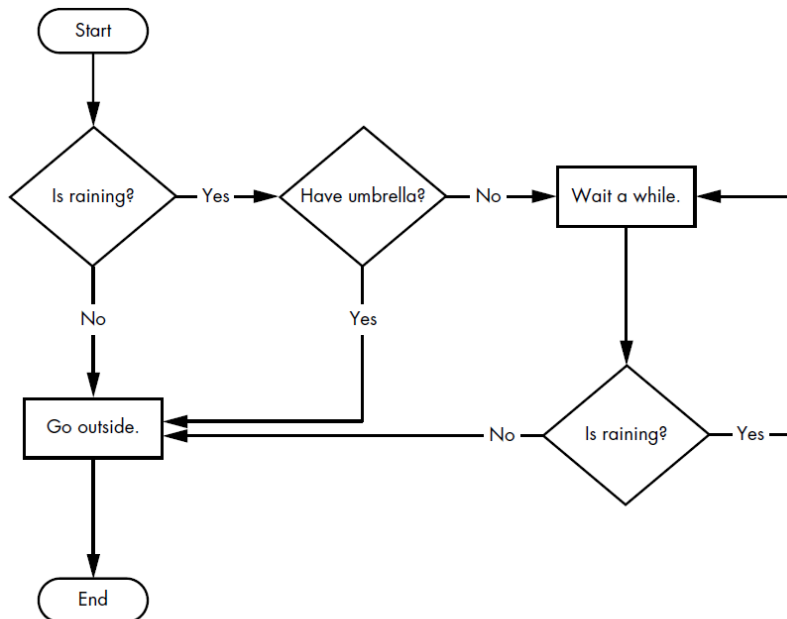 Start
Is raining?
Yes
Have umbrella?
No
Wait a while.
No
Yes
Go outside.
No
Is raining?
Yes
End